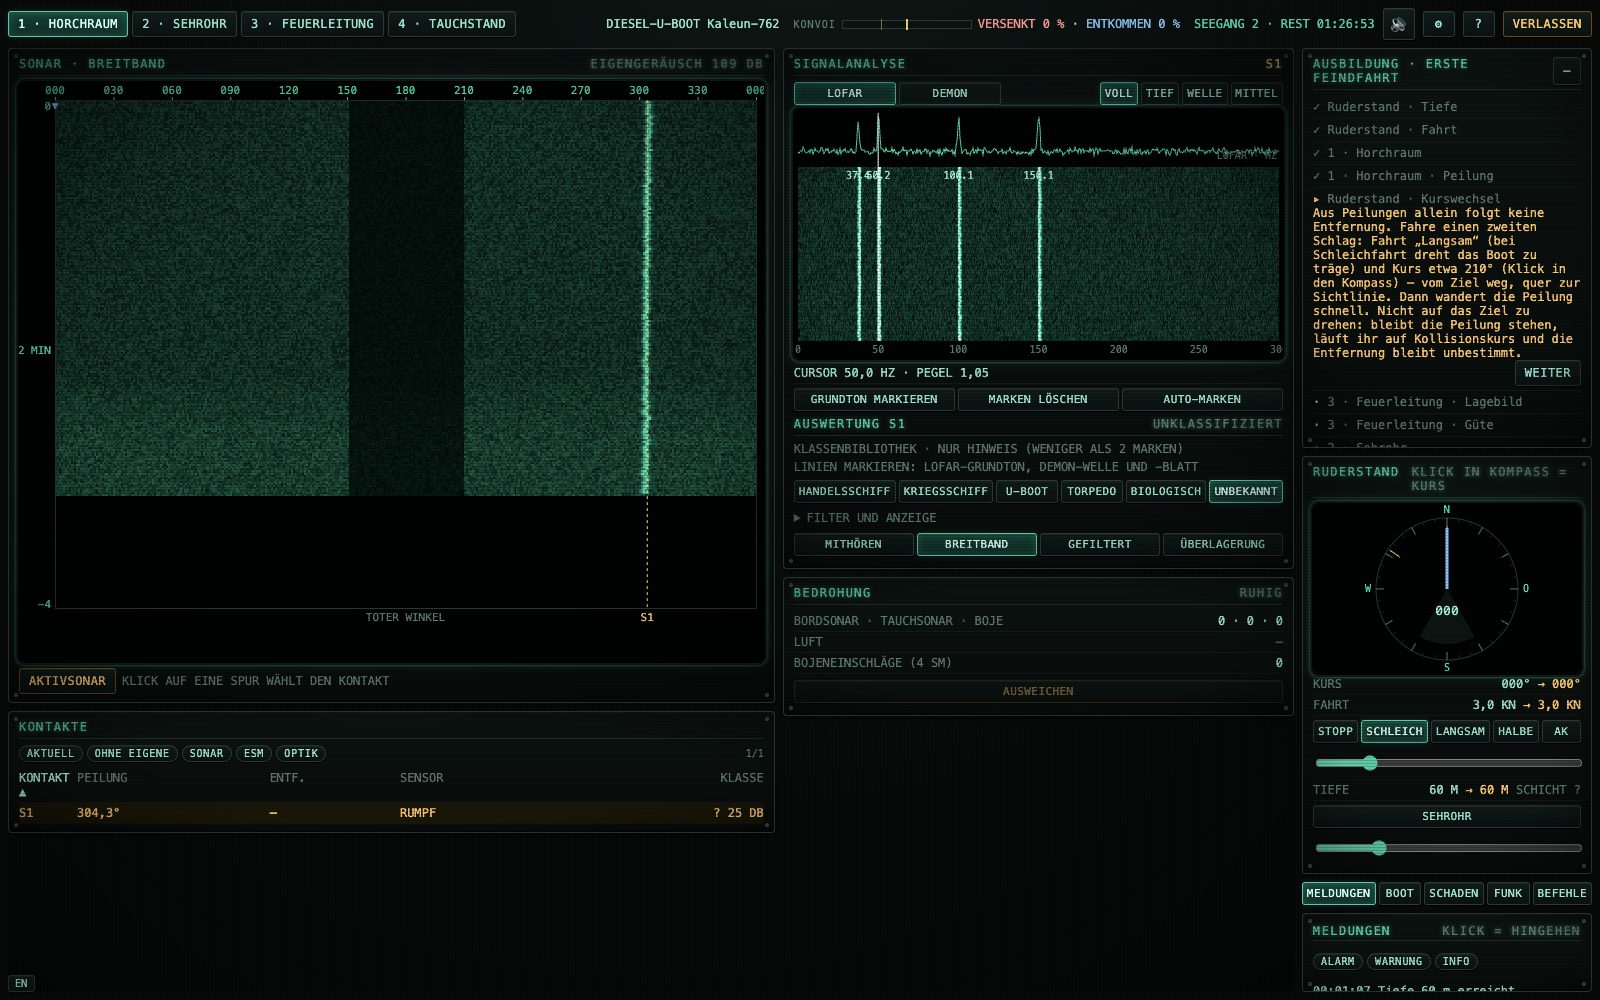 1 · HORCHRAUM 2 · SEHROHR 3 · FEUERLEITUNG 4 · TAUCHSTAND DIESEL-U-BOOT Kaleun-762 KONVOI VERSENKT 0 % · ENTKOMMEN 0 % SEEGANG 2 · REST 01:26:53 ⚙ ? VERLASSEN
SONAR · BREITBAND EIGENGERÄUSCH 109 DB
000 030 060 090 120 150 180 210 240 270 300 330 000
0
2 MIN
−4
TOTER WINKEL S1
AKTIVSONAR KLICK AUF EINE SPUR WÄHLT DEN KONTAKT
KONTAKTE
AKTUELL OHNE EIGENE SONAR ESM OPTIK 1/1
KONTAKT ▲ PEILUNG ENTF. SENSOR KLASSE
S1 304,3° — RUMPF ? 25 DB
EN
SIGNALANALYSE S1
LOFAR DEMON VOLL TIEF WELLE MITTEL
LOFAR · HZ
50.2 100.1 150.1
0 50 100 150 200 250 30
CURSOR 50,0 HZ · PEGEL 1,05
GRUNDTON MARKIEREN MARKEN LÖSCHEN AUTO-MARKEN
AUSWERTUNG S1 UNKLASSIFIZIERT
KLASSENBIBLIOTHEK · NUR HINWEIS (WENIGER ALS 2 MARKEN)
LINIEN MARKIEREN: LOFAR-GRUNDTON, DEMON-WELLE UND -BLATT
HANDELSSCHIFF KRIEGSSCHIFF U-BOOT TORPEDO BIOLOGISCH UNBEKANNT
▶ FILTER UND ANZEIGE
MITHÖREN BREITBAND GEFILTERT ÜBERLAGERUNG
BEDROHUNG RUHIG
BORDSONAR · TAUCHSONAR · BOJE 0 · 0 · 0
LUFT —
BOJENEINSCHLÄGE (4 SM) 0
AUSWEICHEN
AUSBILDUNG · ERSTE
FEINDFAHRT
—
✓ Ruderstand · Tiefe
✓ Ruderstand · Fahrt
✓ 1 · Horchraum
✓ 1 · Horchraum · Peilung
▸ Ruderstand · Kurswechsel
Aus Peilungen allein folgt keine
Entfernung. Fahre einen zweiten
Schlag: Fahrt „Langsam“ (bei
Schleichfahrt dreht das Boot zu
träge) und Kurs etwa 210° (Klick in
den Kompass) — vom Ziel weg, quer zur
Sichtlinie. Dann wandert die Peilung
schnell. Nicht auf das Ziel zu
drehen: bleibt die Peilung stehen,
läuft ihr auf Kollisionskurs und die
Entfernung bleibt unbestimmt.
WEITER
· 3 · Feuerleitung · Lagebild
· 3 · Feuerleitung · Güte
· 2 · Sehrohr
RUDERSTAND KLICK IN KOMPASS =
KURS
N
W O
000
S
KURS 000° → 000°
FAHRT 3,0 KN → 3,0 KN
STOPP SCHLEICH LANGSAM HALBE AK
TIEFE 60 M → 60 M SCHICHT ?
SEHROHR
MELDUNGEN BOOT SCHADEN FUNK BEFEHLE
MELDUNGEN KLICK = HINGEHEN
ALARM WARNUNG INFO
00:01:07 Tiefe 60 m erreicht